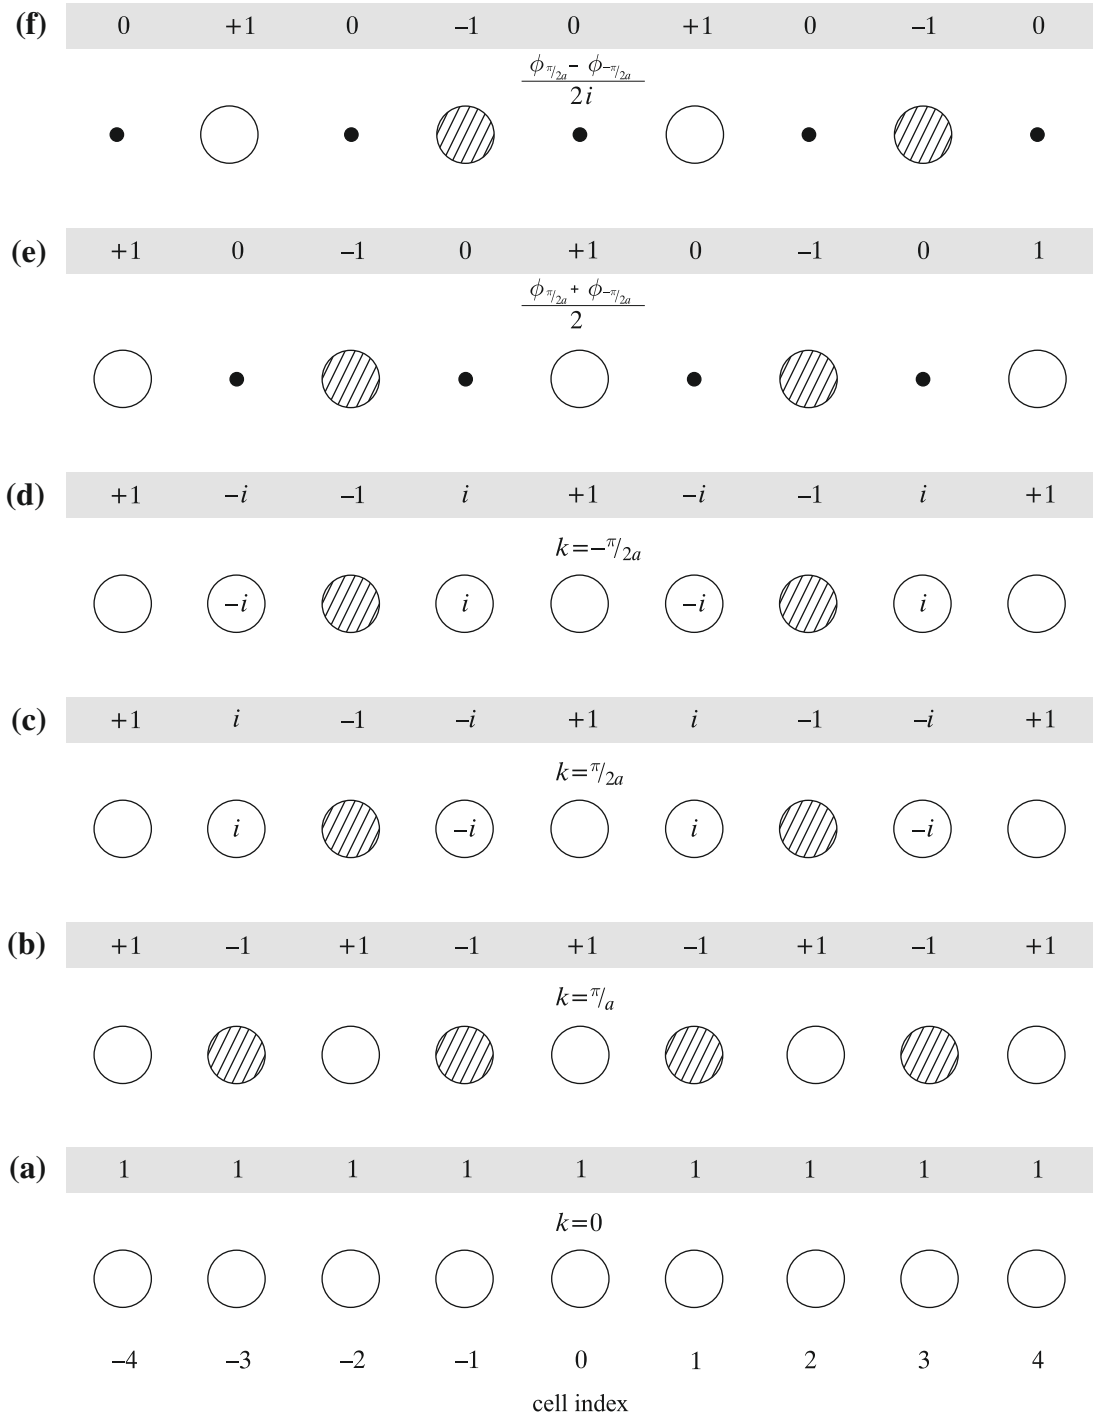 (f) 0 +1 0 –1 0 +1 0 –1 0
ϕπ/2a – ϕ–π/2a
2i
(e) +1 0 –1 0 +1 0 –1 0 1
ϕπ/2a + ϕ–π/2a
2
(d) +1 –i –1 i +1 –i –1 i +1
k=–π/2a
–i i –i i
(c) +1 i –1 –i +1 i –1 –i +1
k=π/2a
i –i i –i
(b) +1 –1 +1 –1 +1 –1 +1 –1 +1
k=π/a
(a) 1 1 1 1 1 1 1 1 1
k=0
–4 –3 –2 –1 0 1 2 3 4
cell index